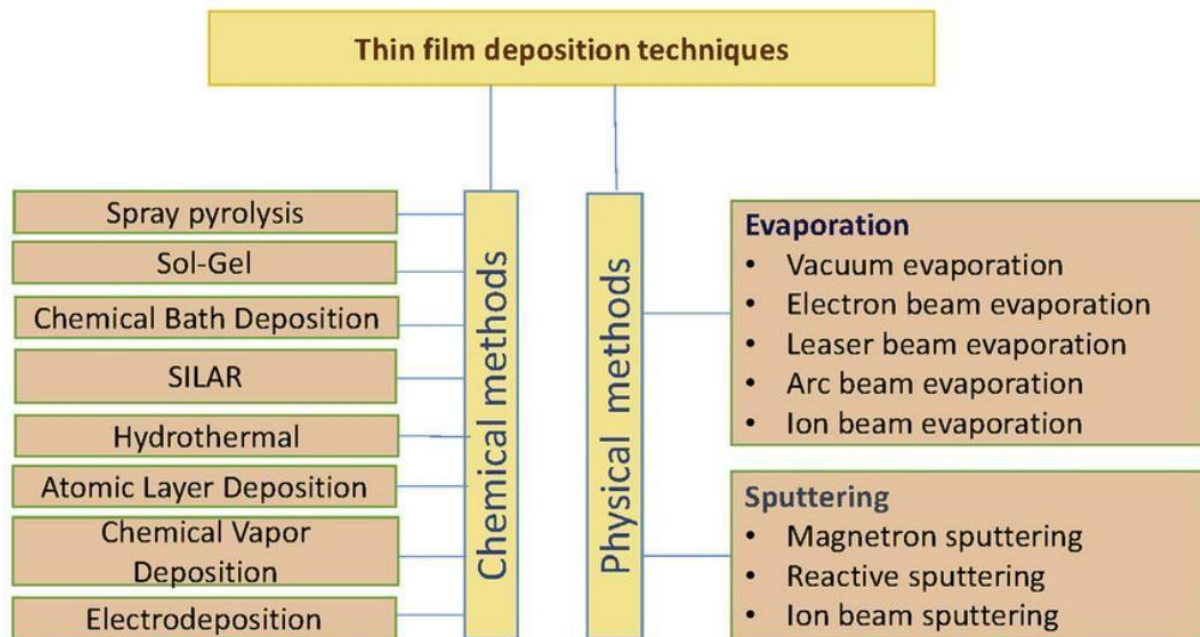 Thin film deposition techniques
Chemical methods
Spray pyrolysis
Sol-Gel
Chemical Bath Deposition
SILAR
Hydrothermal
Atomic Layer Deposition
Chemical Vapor
Deposition
Electrodeposition
Physical methods
Evaporation
• Vacuum evaporation
• Electron beam evaporation
• Leaser beam evaporation
• Arc beam evaporation
• Ion beam evaporation
Sputtering
• Magnetron sputtering
• Reactive sputtering
• Ion beam sputtering